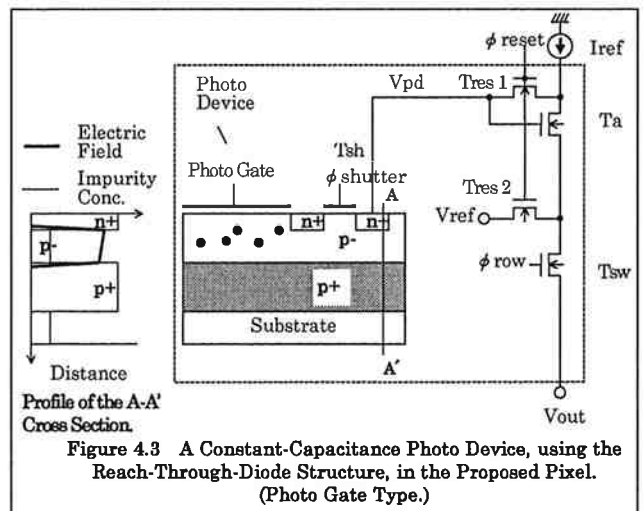 φ reset
Iref
Photo
Device
Vpd
Tres 1
Ta
Electric
Field
Tsh
Photo Gate
φ shutter
A
Impurity
Conc.
Tres 2
n+
n+
n+
Vref
p-
p-
φ row
Tsw
p+
p+
Substrate
A'
Distance
Profile of the A-A'
Cross Section.
Vout
Figure 4.3 A Constant-Capacitance Photo Device, using the
Reach-Through-Diode Structure, in the Proposed Pixel.
(Photo Gate Type.)